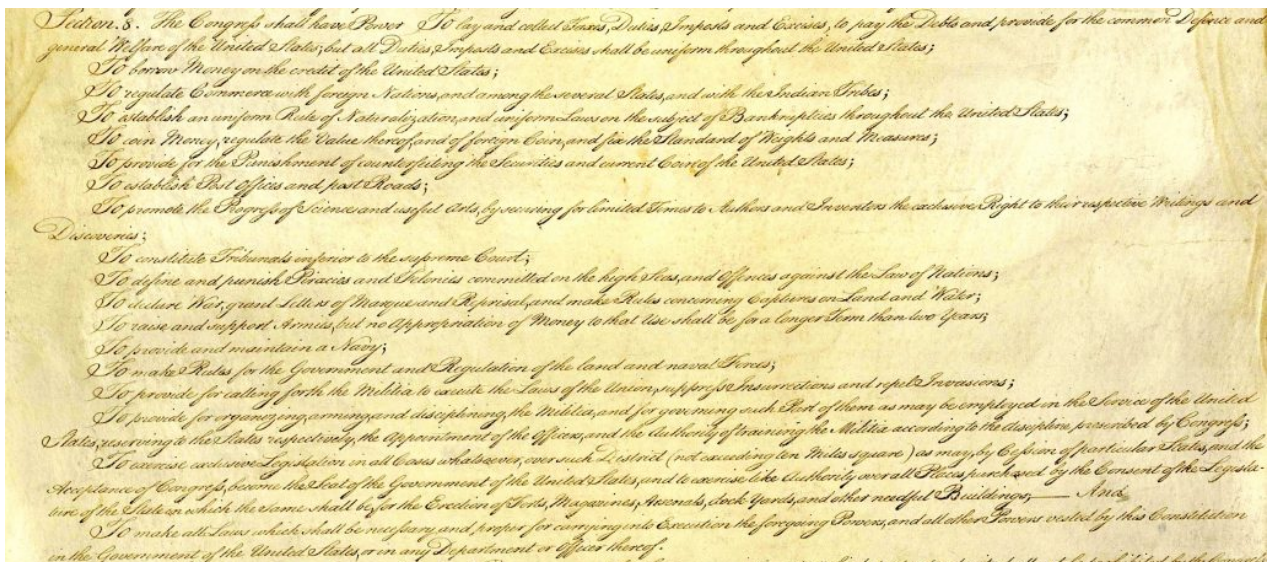 Section. 8. The Congress shall have Power To lay and collect Taxes, Duties, Imposts and Excises, to pay the Debts and provide for the common Defence and
general Welfare of the United States; but all Duties, Imposts and Excises shall be uniform throughout the United States;
To borrow Money on the credit of the United States;
To regulate Commerce with foreign Nations, and among the several States, and with the Indian Tribes;
To establish an uniform Rule of Naturalization, and uniform Laws on the subject of Bankruptcies throughout the United States;
To coin Money, regulate the Value thereof, and of foreign Coin, and fix the Standard of Weights and Measures;
To provide for the Punishment of counterfeiting the Securities and current Coin of the United States;
To establish Post Offices and post Roads;
To promote the Progress of Science and useful Arts, by securing for limited Times to Authors and Inventors the exclusive Right to their respective Writings and
Discoveries;
To constitute Tribunals inferior to the supreme Court;
To define and punish Piracies and Felonies committed on the high Seas, and Offences against the Law of Nations;
To declare War, grant Letters of Marque and Reprisal, and make Rules concerning Captures on Land and Water;
To raise and support Armies, but no Appropriation of Money to that Use shall be for a longer Term than two Years;
To provide and maintain a Navy;
To make Rules for the Government and Regulation of the land and naval Forces;
To provide for calling forth the Militia to execute the Laws of the Union, suppress Insurrections and repel Invasions;
To provide for organizing, arming, and disciplining, the Militia, and for governing such Part of them as may be employed in the Service of the United
States, reserving to the States respectively, the Appointment of the Officers, and the Authority of training the Militia according to the discipline prescribed by Congress;
To exercise exclusive Legislation in all Cases whatsoever, over such District (not exceeding ten Miles square) as may, by Cession of particular States, and the
Acceptance of Congress, become the Seat of the Government of the United States, and to exercise like Authority over all Places purchased by the Consent of the Legisla-
ture of the State in which the same shall be, for the Erection of Forts, Magazines, Arsenals, dock-Yards, and other needful Buildings;— And
To make all Laws which shall be necessary and proper for carrying into Execution the foregoing Powers, and all other Powers vested by this Constitution
in the Government of the United States, or in any Department or Officer thereof.